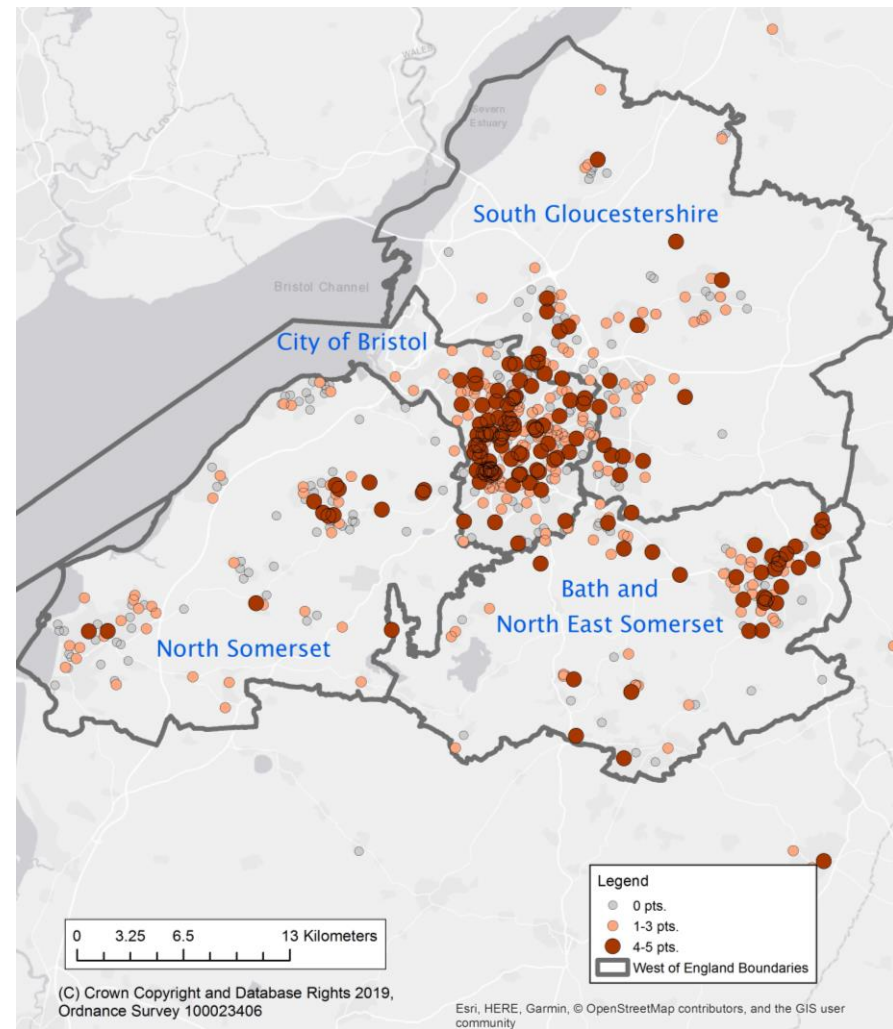 WALES
Severn
Estuary
South Gloucestershire
Bristol Channel
City of Bristol
Bath and
North East Somerset
North Somerset
Legend
0 pts.
1-3 pts.
4-5 pts.
West of England Boundaries
0 3.25 6.5 13 Kilometers
(C) Crown Copyright and Database Rights 2019,
Ordnance Survey 100023406
Esri, HERE, Garmin, © OpenStreetMap contributors, and the GIS user
community